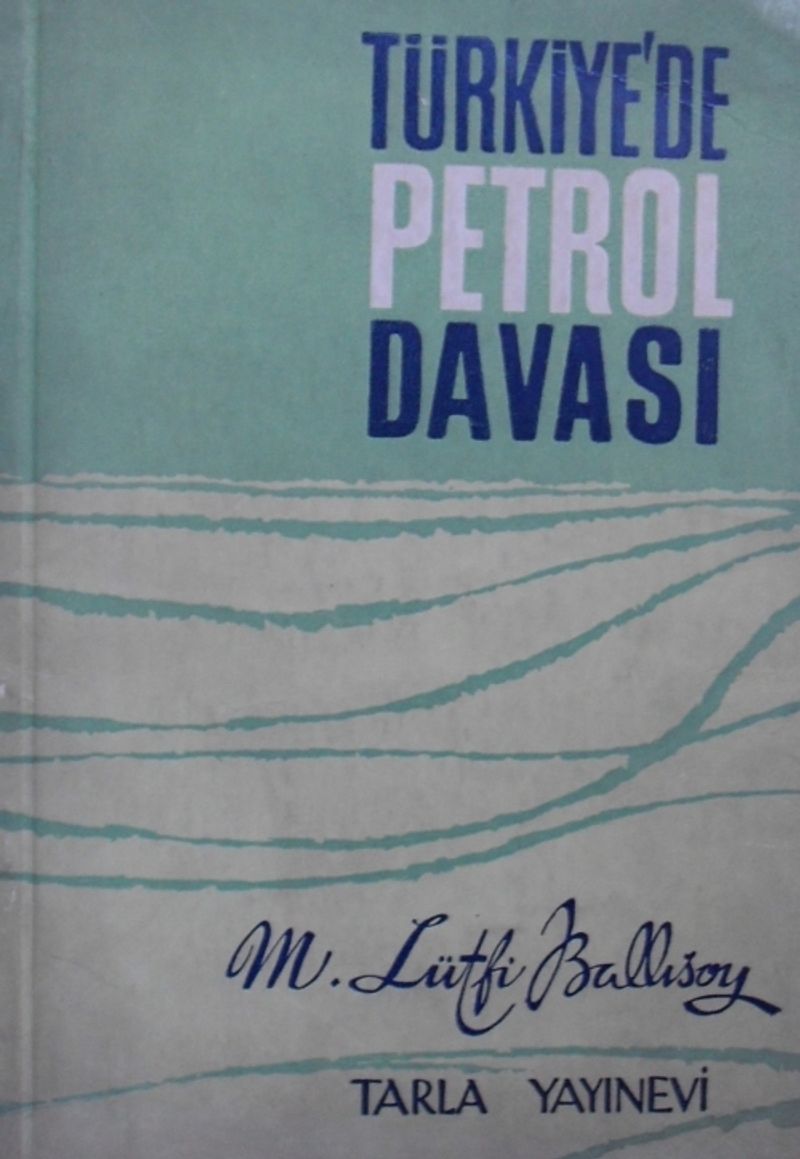 TÜRKİYE'DE
PETROL
DAVASI
M. Lütfi Ballısoy
TARLA YAYINEVİ